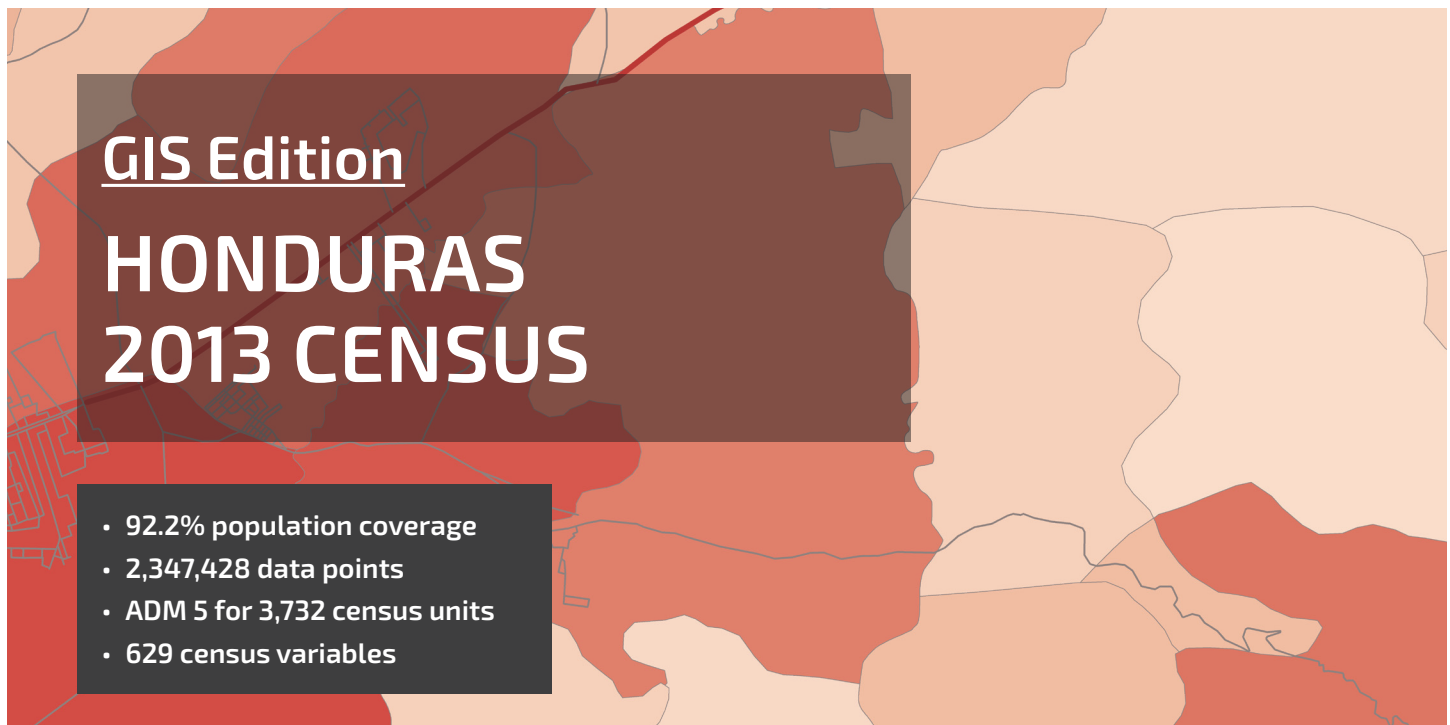 GIS Edition
HONDURAS
2013 CENSUS
• 92.2% population coverage
• 2,347,428 data points
• ADM 5 for 3,732 census units
• 629 census variables